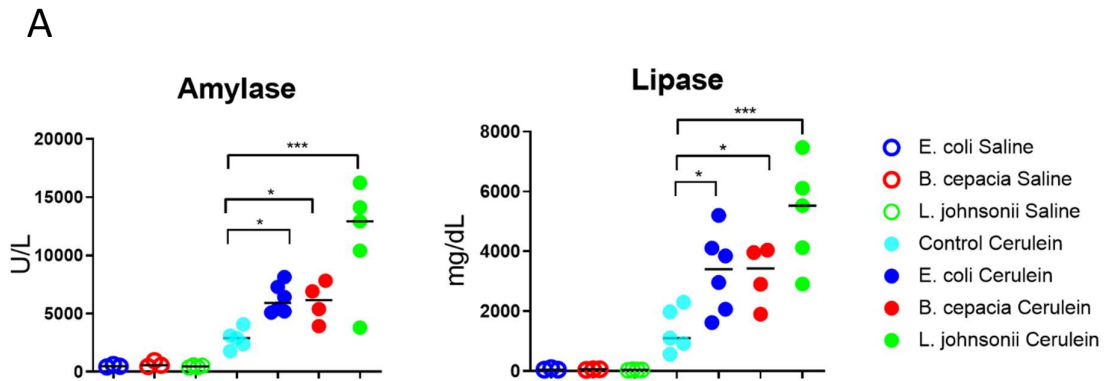 A
Amylase
20000
15000
10000
5000
0
U/L
***
*
*
Lipase
8000
6000
4000
2000
0
mg/dL
***
*
*
E. coli Saline
B. cepacia Saline
L. johnsonii Saline
Control Cerulein
E. coli Cerulein
B. cepacia Cerulein
L. johnsonii Cerulein